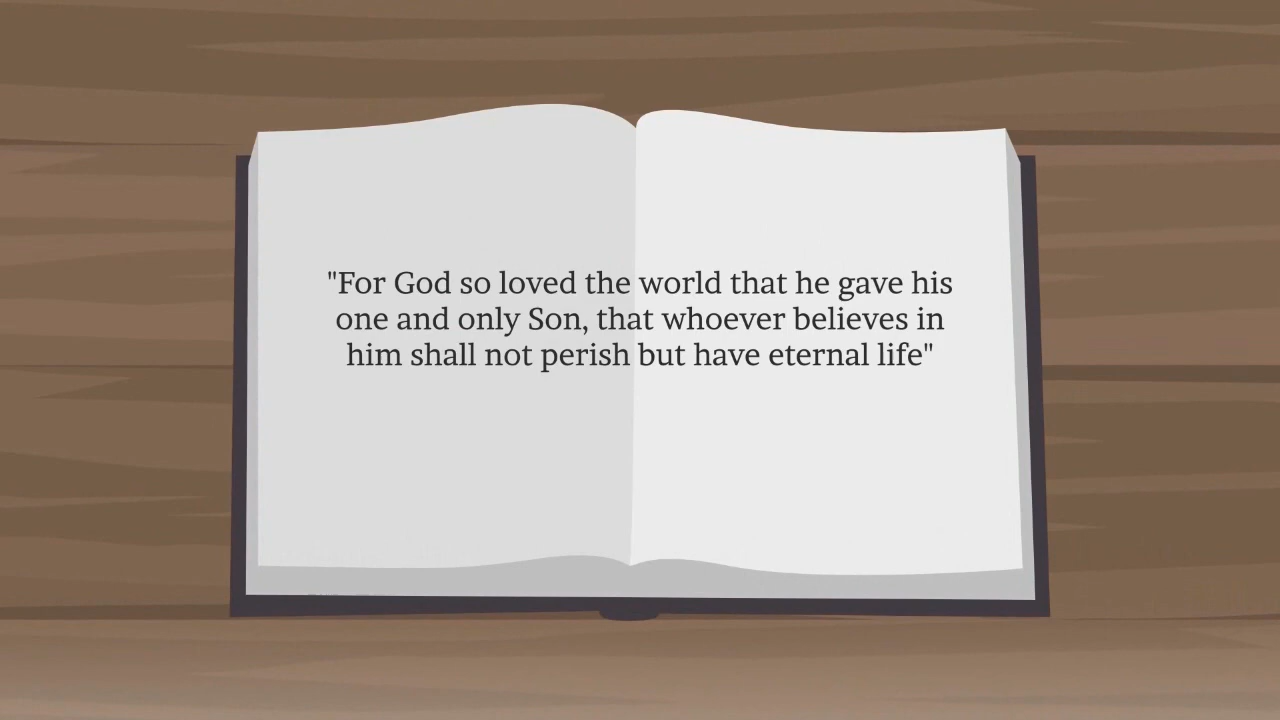 "For God so loved the world that he gave his
one and only Son, that whoever believes in
him shall not perish but have eternal life"